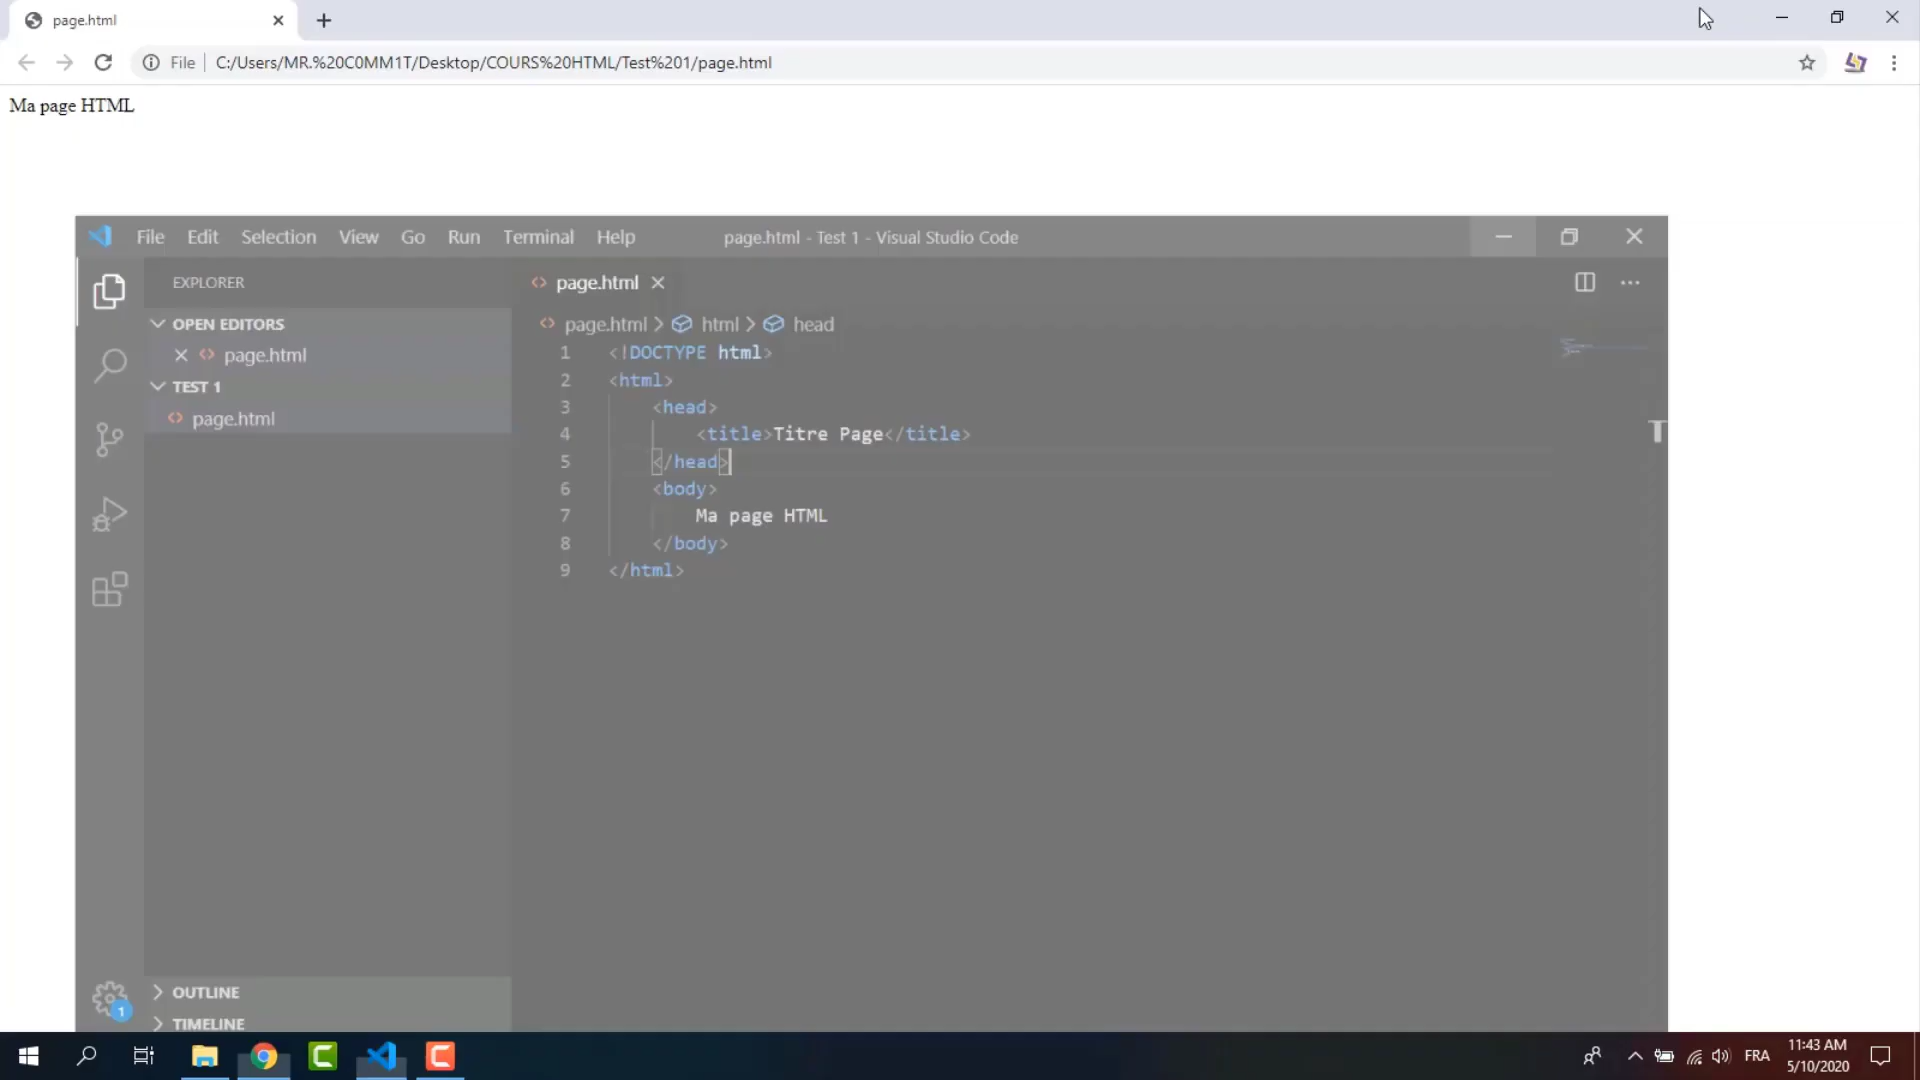 page.html
File C:/Users/MR.%20C0MM1T/Desktop/COURS%20HTML/Test%201/page.html
Ma page HTML
File Edit Selection View Go Run Terminal Help page.html - Test 1 - Visual Studio Code
EXPLORER
page.html
OPEN EDITORS
page.html
TEST 1
page.html
page.html > html > head
1 <!DOCTYPE html>
2 <html>
3 <head>
4 <title>Titre Page</title>
5 </head>
6 <body>
7 Ma page HTML
8 </body>
9 </html>
T
OUTLINE
TIMELINE
1
FRA
11:43 AM
5/10/2020